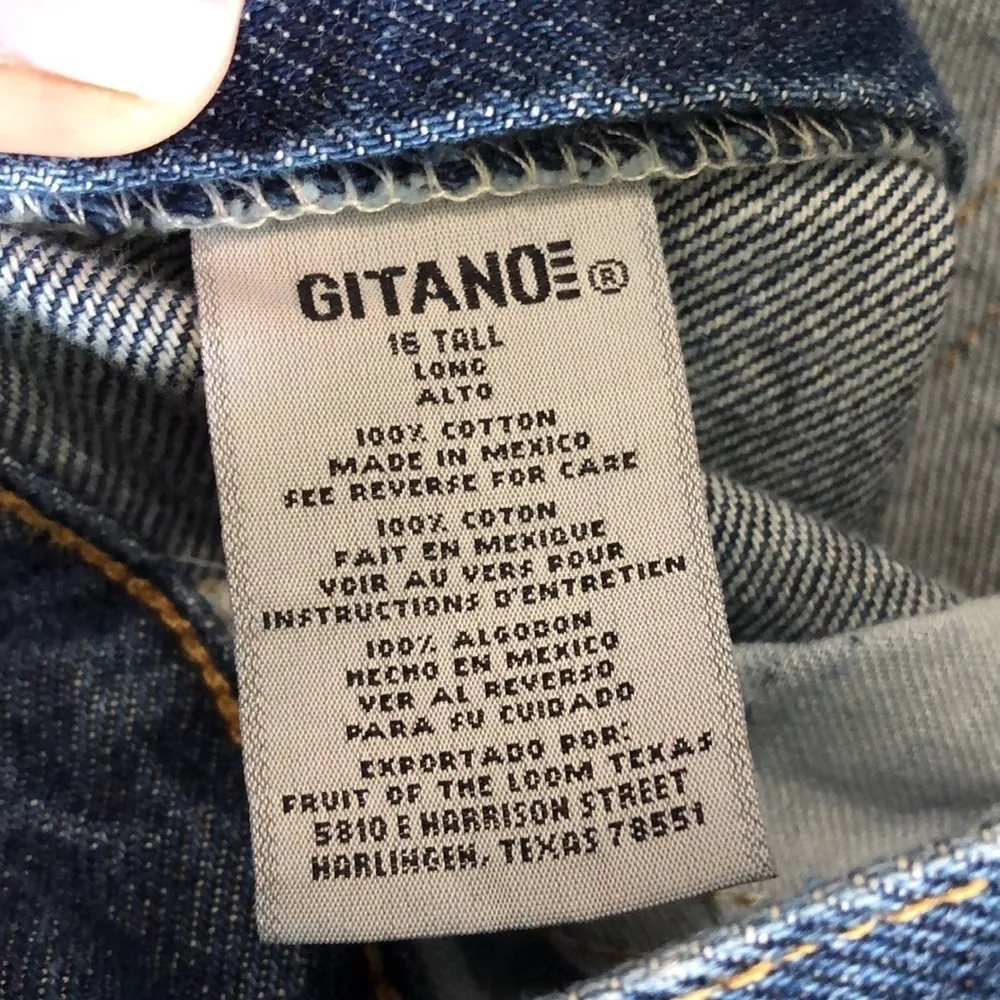 GITANO ®
16 TALL
LONG
ALTO
100% COTTON
MADE IN MEXICO
SEE REVERSE FOR CARE
100% COTON
FAIT EN MEXIQUE
VOIR AU VERS POUR
INSTRUCTIONS D'ENTRETIEN
100% ALGODON
HECHO EN MEXICO
VER AL REVERSO
PARA SU CUIDADO
EXPORTADO POR:
FRUIT OF THE LOOM TEXAS
5810 E HARRISON STREET
HARLINGEN, TEXAS 78551